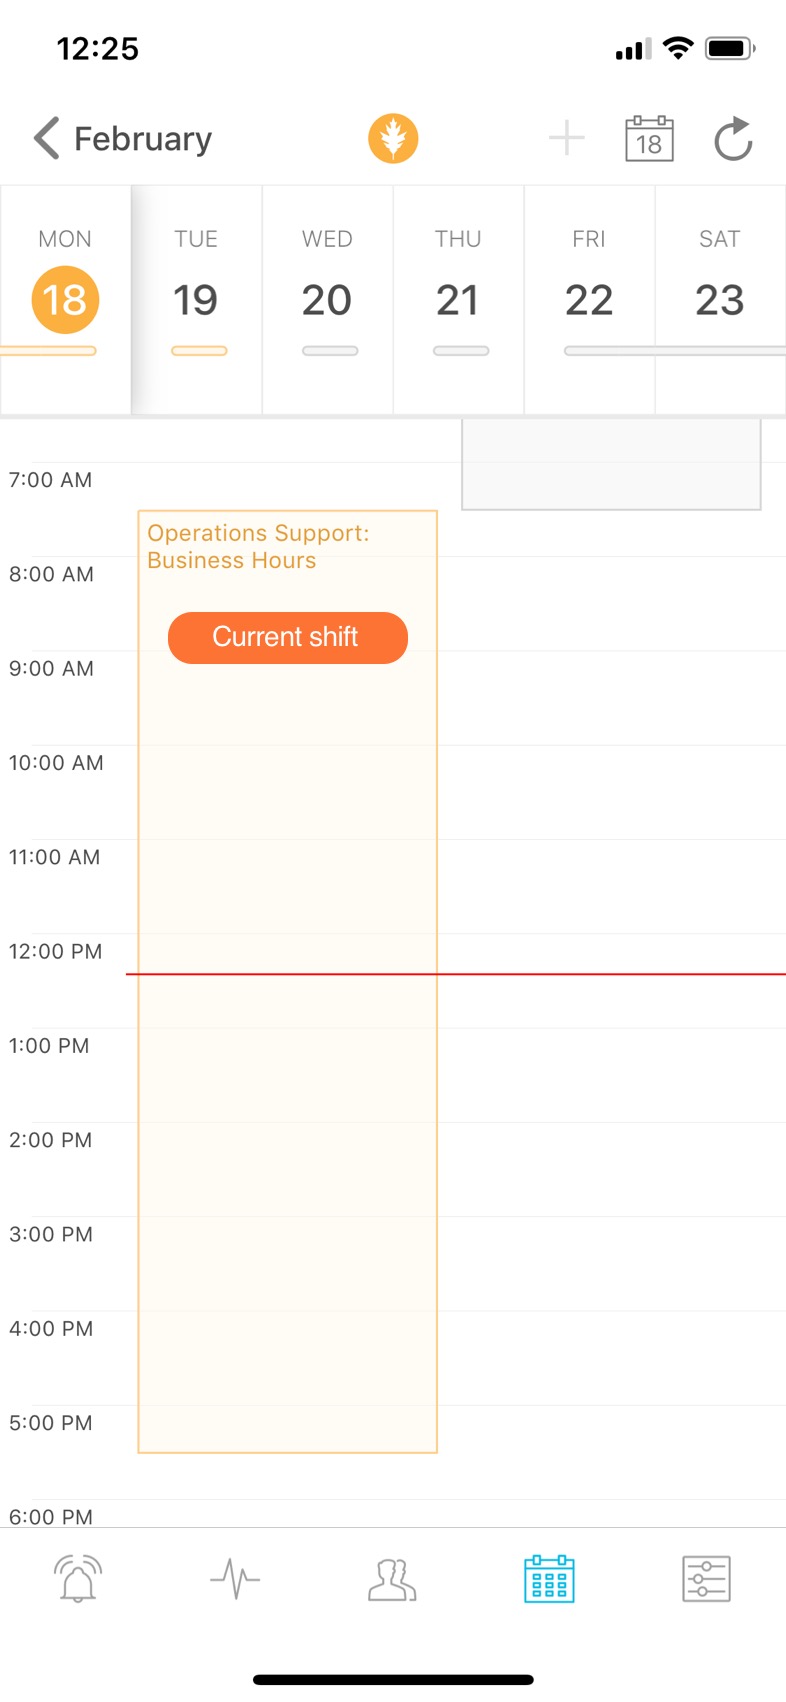 12:25
February
18
MON
TUE
WED
THU
FRI
SAT
18
19
20
21
22
23
7:00 AM
Operations Support:
Business Hours
8:00 AM
Current shift
9:00 AM
10:00 AM
11:00 AM
12:00 PM
1:00 PM
2:00 PM
3:00 PM
4:00 PM
5:00 PM
6:00 PM